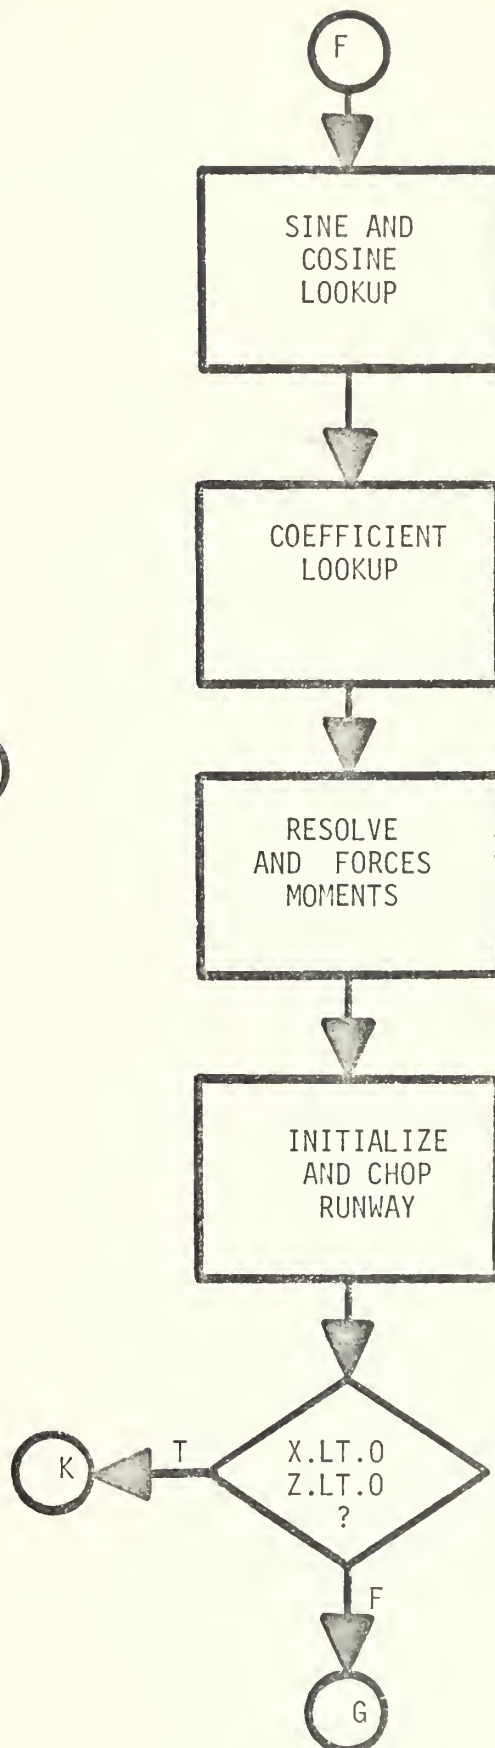 F
SINE AND
COSINE
LOOKUP
COEFFICIENT
LOOKUP
RESOLVE
AND FORCES
MOMENTS
INITIALIZE
AND CHOP
RUNWAY
X.LT.0
Z.LT.0
?
T
K
F
G